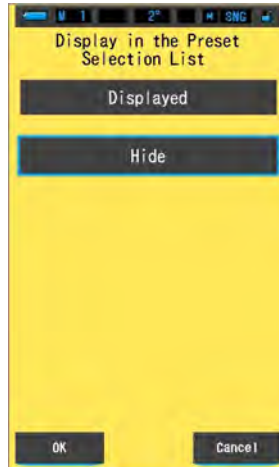 M 1 2° M SNG
Display in the Preset
Selection List
Displayed
Hide
OK Cancel